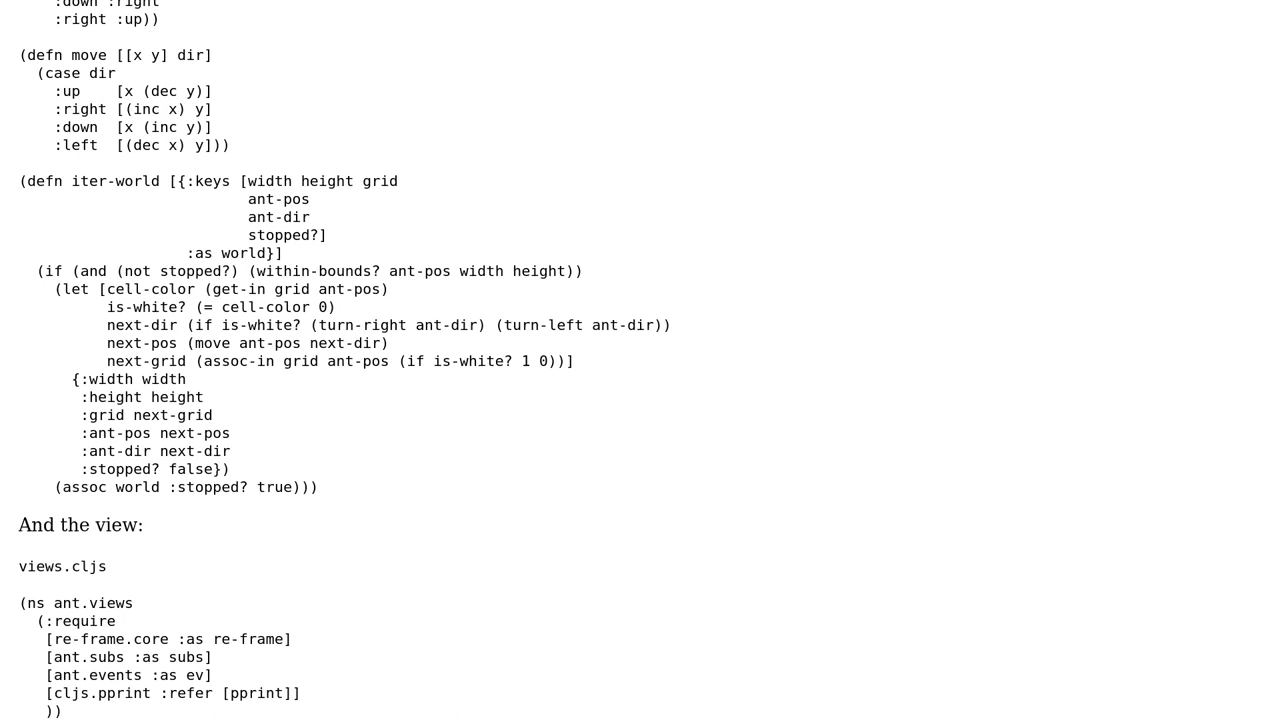 :down :right
    :right :up))

(defn move [[x y] dir]
  (case dir
    :up    [x (dec y)]
    :right [(inc x) y]
    :down  [x (inc y)]
    :left  [(dec x) y]))

(defn iter-world [{:keys [width height grid
                          ant-pos
                          ant-dir
                          stopped?]
                   :as world}]
  (if (and (not stopped?) (within-bounds? ant-pos width height))
    (let [cell-color (get-in grid ant-pos)
          is-white? (= cell-color 0)
          next-dir (if is-white? (turn-right ant-dir) (turn-left ant-dir))
          next-pos (move ant-pos next-dir)
          next-grid (assoc-in grid ant-pos (if is-white? 1 0))]
      {:width width
       :height height
       :grid next-grid
       :ant-pos next-pos
       :ant-dir next-dir
       :stopped? false})
    (assoc world :stopped? true)))

And the view:

views.cljs

(ns ant.views
  (:require
   [re-frame.core :as re-frame]
   [ant.subs :as subs]
   [ant.events :as ev]
   [cljs.pprint :refer [pprint]]
   ))